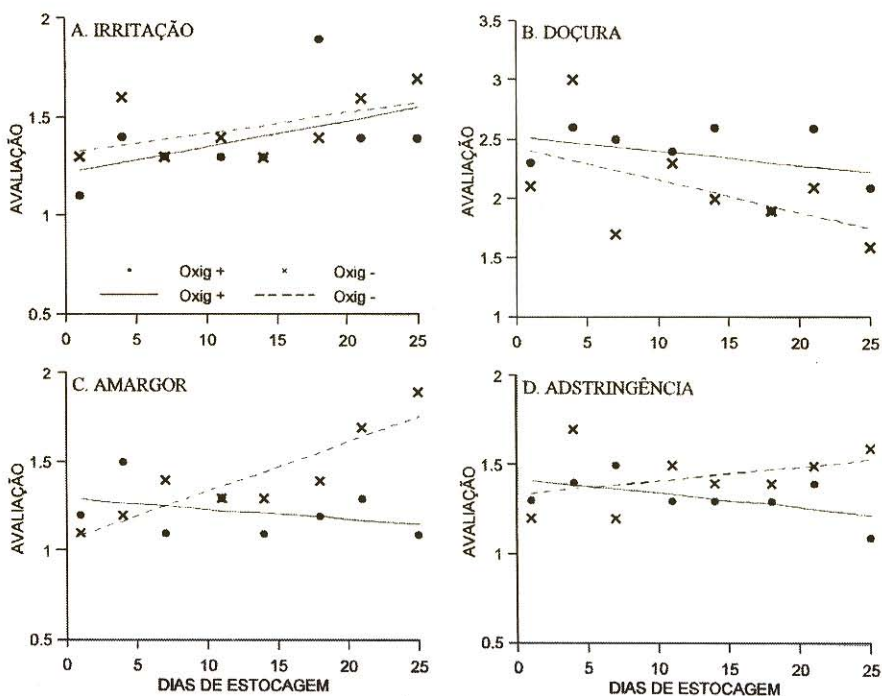 A. IRRITAÇÃO
2
1.5
1
0.5
AVALIAÇÃO
Oxig + Oxig -
Oxig + Oxig -
0 5 10 15 20 25
B. DOÇURA
3.5
3
2.5
2
1.5
1
AVALIAÇÃO
0 5 10 15 20 25
C. AMARGOR
2
1.5
1
0.5
AVALIAÇÃO
0 5 10 15 20 25
DIAS DE ESTOCAGEM
D. ADSTRINGÊNCIA
2
1.5
1
0.5
AVALIAÇÃO
0 5 10 15 20 25
DIAS DE ESTOCAGEM